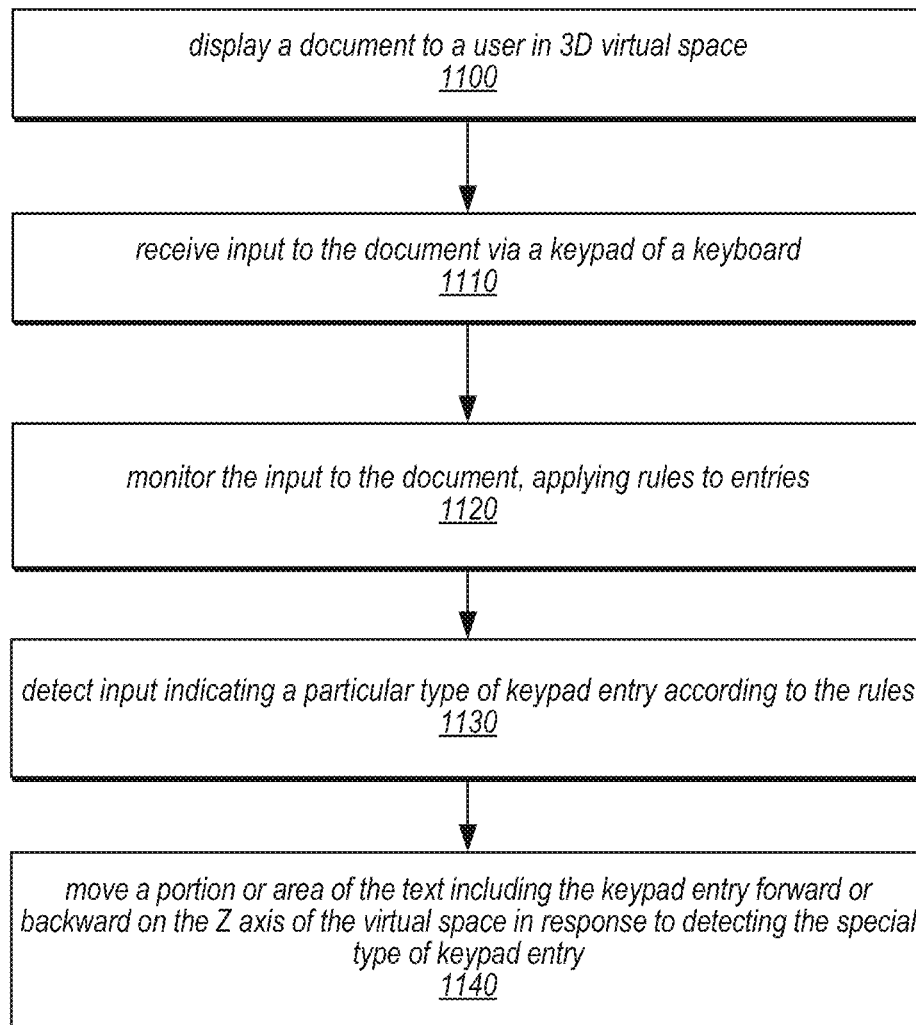 display a document to a user in 3D virtual space
1100
receive input to the document via a keypad of a keyboard
1110
monitor the input to the document, applying rules to entries
1120
detect input indicating a particular type of keypad entry according to the rules
1130
move a portion or area of the text including the keypad entry forward or
backward on the Z axis of the virtual space in response to detecting the special
type of keypad entry
1140